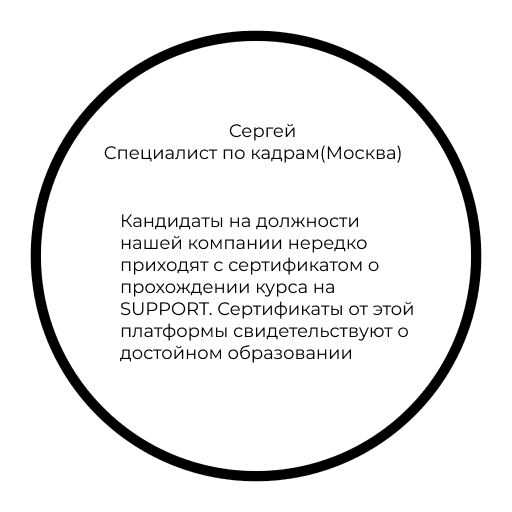 Сергей
Специалист по кадрам(Москва)
Кандидаты на должности
нашей компании нередко
приходят с сертификатом о
прохождении курса на
SUPPORT. Сертификаты от этой
платформы свидетельствуют о
достойном образовании